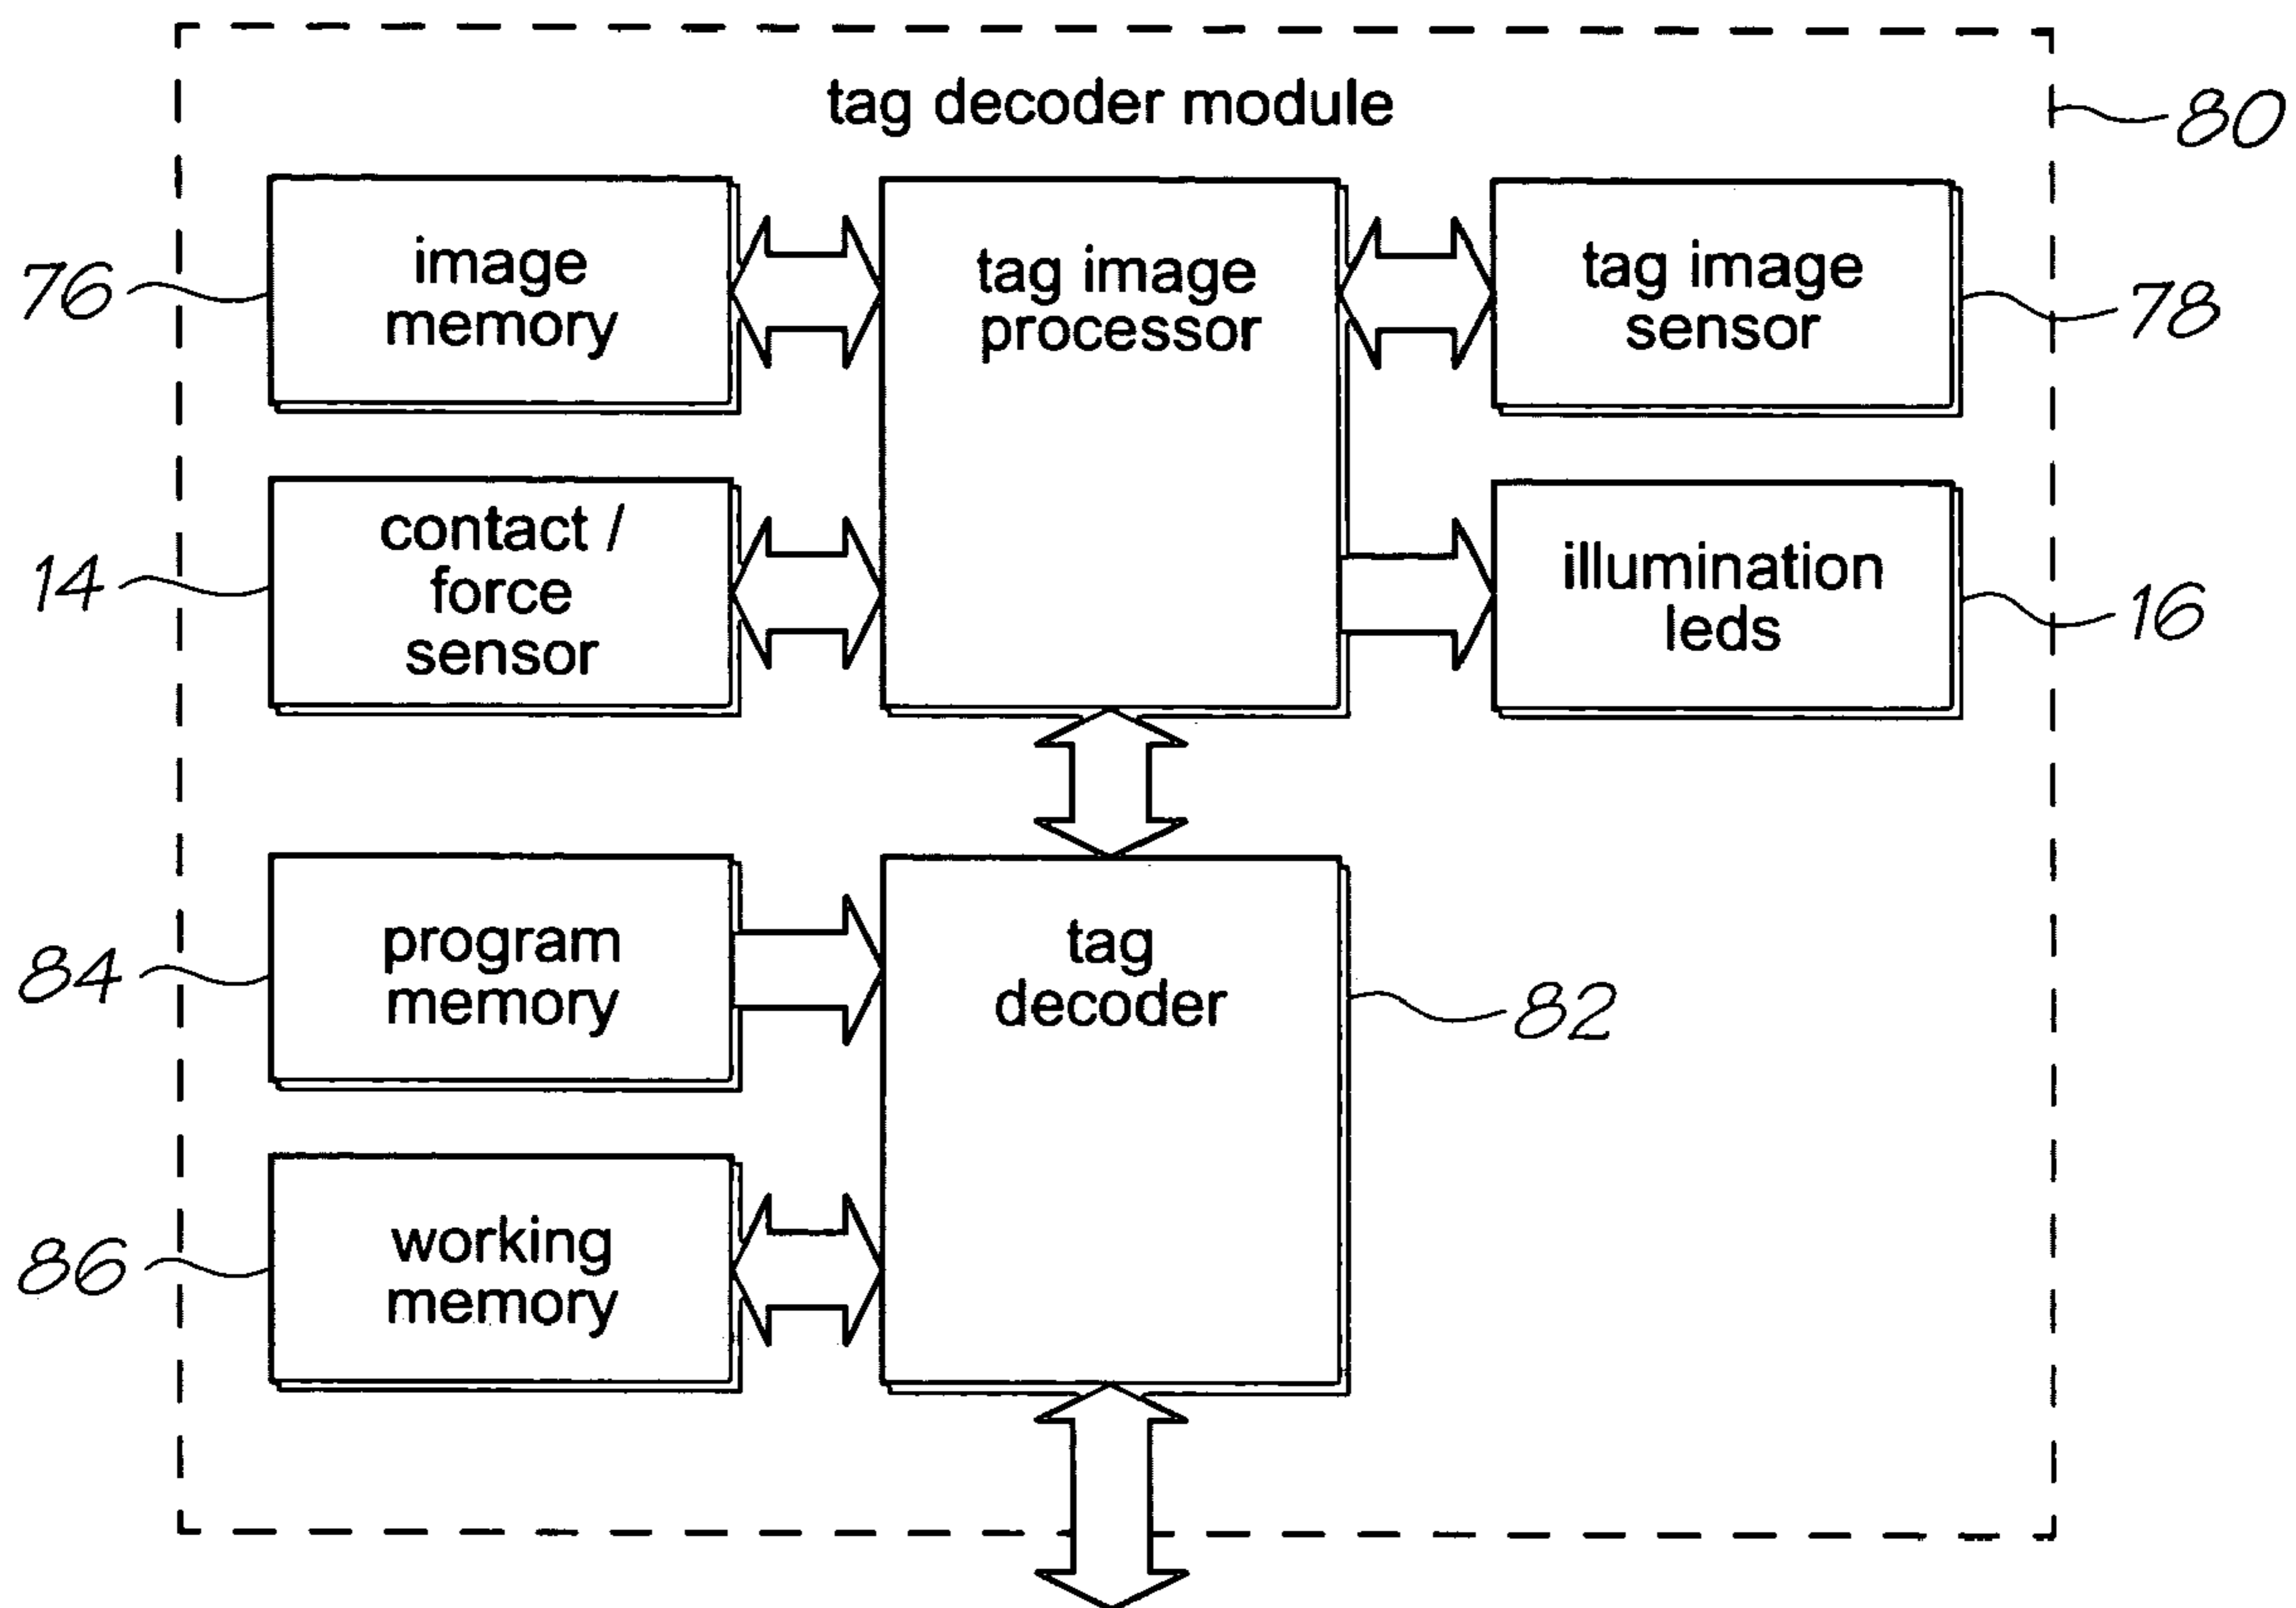 tag decoder module
80
image
memory
76
tag image
processor
tag image
sensor
78
contact /
force
sensor
14
illumination
leds
16
program
memory
84
tag
decoder
82
working
memory
86